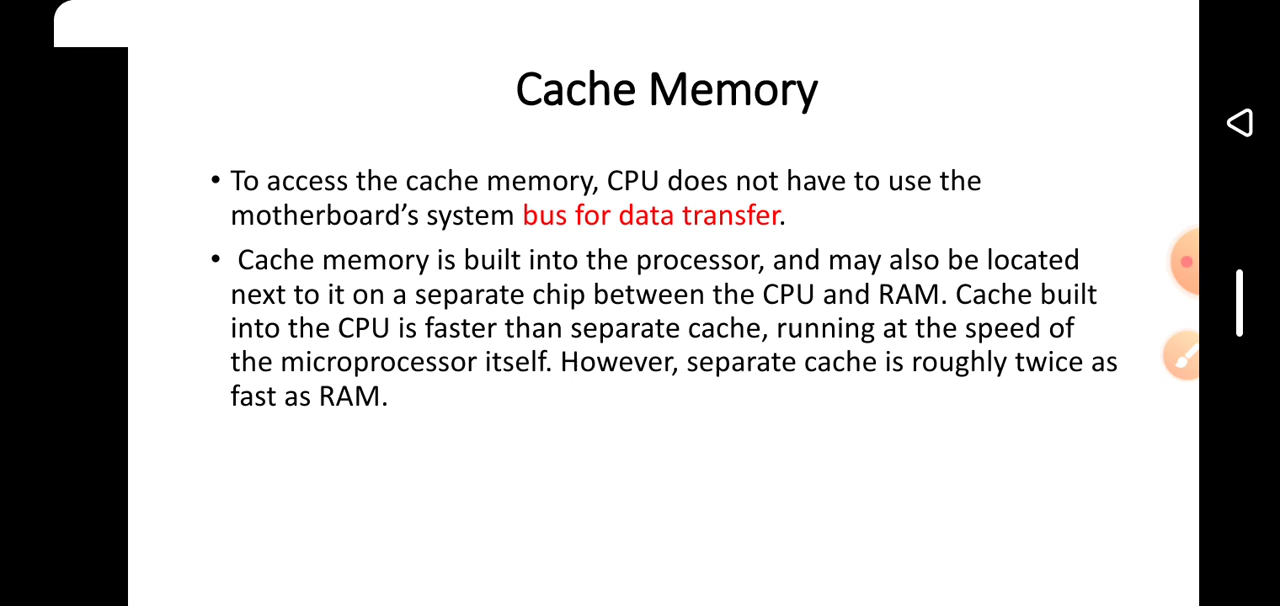 Cache Memory
• To access the cache memory, CPU does not have to use the
motherboard’s system bus for data transfer.
• Cache memory is built into the processor, and may also be located
next to it on a separate chip between the CPU and RAM. Cache built
into the CPU is faster than separate cache, running at the speed of
the microprocessor itself. However, separate cache is roughly twice as
fast as RAM.